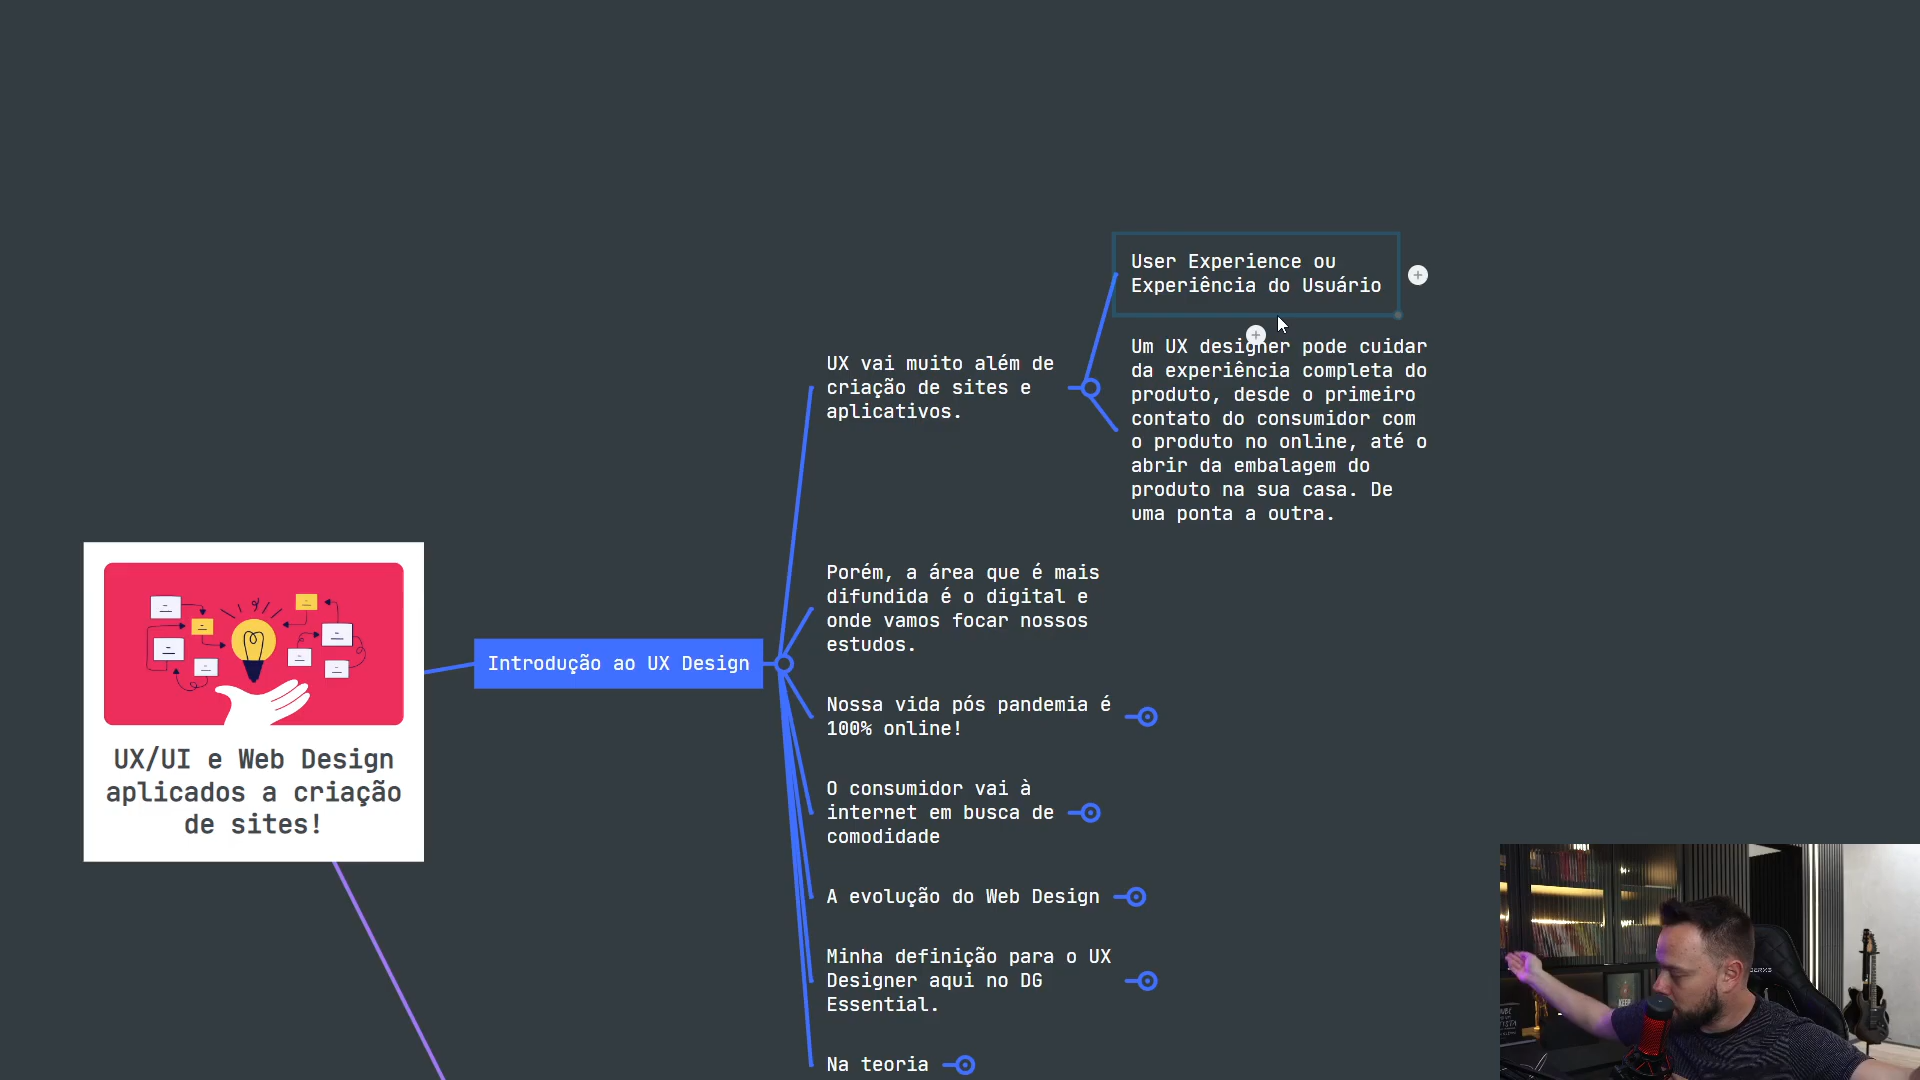 User Experience ou
Experiência do Usuário
Um UX designer pode cuidar
da experiência completa do
produto, desde o primeiro
contato do consumidor com
o produto no online, até o
abrir da embalagem do
produto na sua casa. De
uma ponta a outra.
UX vai muito além de
criação de sites e
aplicativos.
Porém, a área que é mais
difundida é o digital e
onde vamos focar nossos
estudos.
Introdução ao UX Design
Nossa vida pós pandemia é
100% online!
UX/UI e Web Design
aplicados a criação
de sites!
O consumidor vai à
internet em busca de
comodidade
A evolução do Web Design
Minha definição para o UX
Designer aqui no DG
Essential.
Na teoria
KEEP